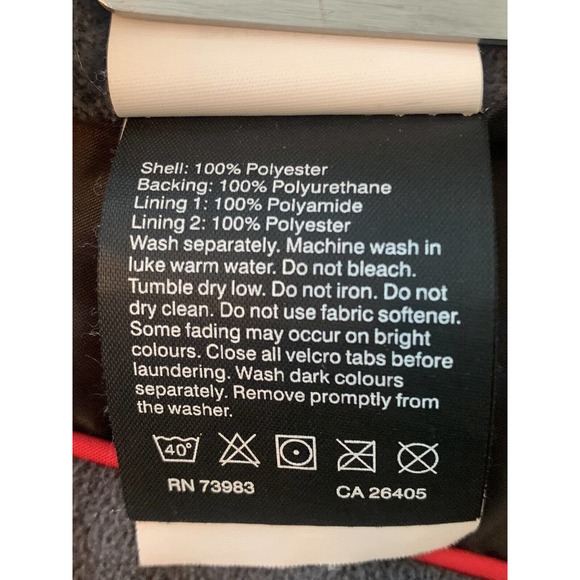 Shell: 100% Polyester
Backing: 100% Polyurethane
Lining 1: 100% Polyamide
Lining 2: 100% Polyester
Wash separately. Machine wash in
luke warm water. Do not bleach.
Tumble dry low. Do not iron. Do not
dry clean. Do not use fabric softener.
Some fading may occur on bright
colours. Close all velcro tabs before
laundering. Wash dark colours
separately. Remove promptly from
the washer.
40°
RN 73983 CA 26405